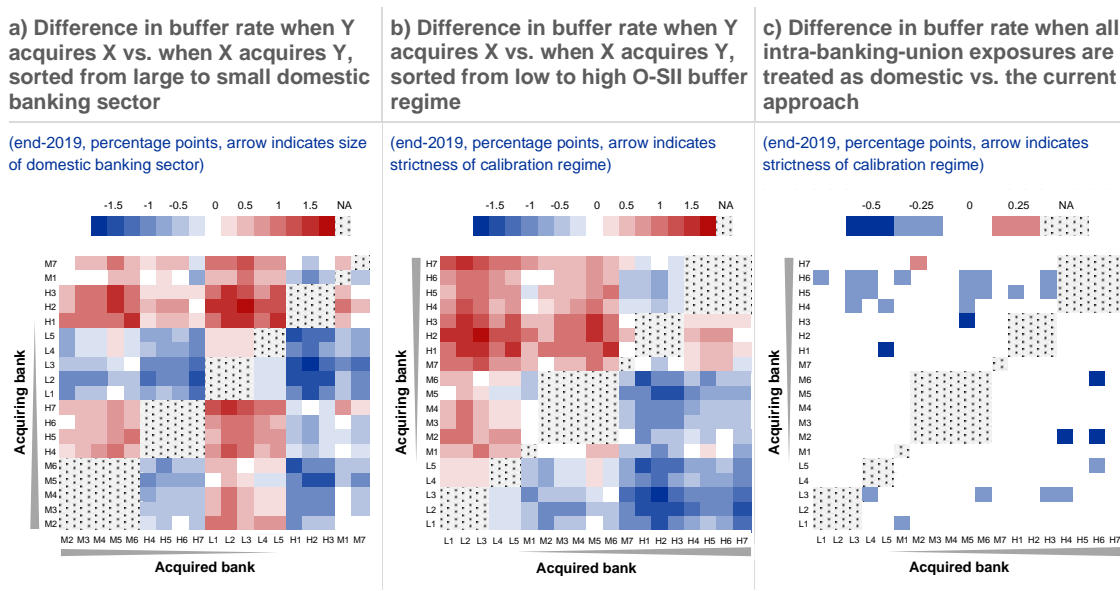 a) Difference in buffer rate when Y
acquires X vs. when X acquires Y,
sorted from large to small domestic
banking sector
(end-2019, percentage points, arrow indicates size
of domestic banking sector)
-1.5 -1 -0.5 0 0.5 1 1.5 NA
M7
M1
H3
H2
H1
L5
L4
L3
L2
L1
H7
H6
H5
H4
M6
M5
M4
M3
M2
Acquiring bank
M2 M3 M4 M5 M6 H4 H5 H6 H7 L1 L2 L3 L4 L5 H1 H2 H3 M1 M7
Acquired bank
b) Difference in buffer rate when Y
acquires X vs. when X acquires Y,
sorted from low to high O-SII buffer
regime
(end-2019, percentage points, arrow indicates
strictness of calibration regime)
-1.5 -1 -0.5 0 0.5 1 1.5 NA
H7
H6
H5
H4
H3
H2
H1
M7
M6
M5
M4
M3
M2
M1
L5
L4
L3
L2
L1
Acquiring bank
L1 L2 L3 L4 L5 M1 M2 M3 M4 M5 M6 M7 H1 H2 H3 H4 H5 H6 H7
Acquired bank
c) Difference in buffer rate when all
intra-banking-union exposures are
treated as domestic vs. the current
approach
(end-2019, percentage points, arrow indicates
strictness of calibration regime)
-0.5 -0.25 0 0.25 NA
H7
H6
H5
H4
H3
H2
H1
M7
M6
M5
M4
M3
M2
M1
L5
L4
L3
L2
L1
Acquiring bank
L1 L2 L3 L4 L5 M1 M2 M3 M4 M5 M6 M7 H1 H2 H3 H4 H5 H6 H7
Acquired bank